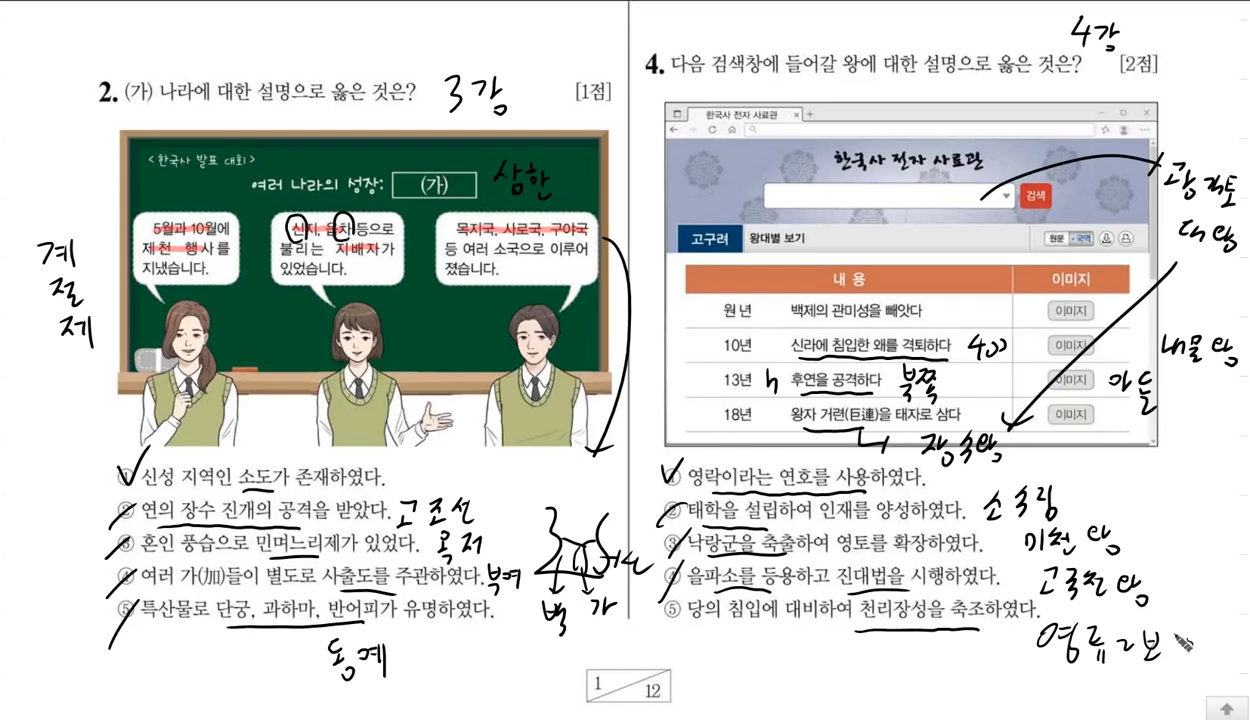 2. (가) 나라에 대한 설명으로 옳은 것은? [1점]
3강
<한국사 발표 대회>
여러 나라의 성장: (가)
삼한
5월과 10월에
제천 행사를
지냈습니다.
신지, 읍차 등으로
불리는 지배자가
있었습니다.
목지국, 사로국, 구야국
등 여러 소국으로 이루어
졌습니다.
계
절
제
① 신성 지역인 소도가 존재하였다.
② 연의 장수 진개의 공격을 받았다. 고조선
③ 혼인 풍습으로 민며느리제가 있었다. 옥저
④ 여러 가(加)들이 별도로 사출도를 주관하였다. 부여
⑤ 특산물로 단궁, 과하마, 반어피가 유명하였다.
동예
가
4강
4. 다음 검색창에 들어갈 왕에 대한 설명으로 옳은 것은? [2점]
한국사 전자 사료관
한국사 전자 사료관
검색
광개토
대왕
고구려 왕대별 보기 원문 국역
내 용 이미지
원년 백제의 관미성을 빼앗다 이미지
10년 신라에 침입한 왜를 격퇴하다 400 이미지
내물왕
13년 후연을 공격하다 북쪽 이미지
아들
18년 왕자 거련(巨連)을 태자로 삼다 이미지
장수왕
① 영락이라는 연호를 사용하였다.
② 태학을 설립하여 인재를 양성하였다. 소수림
③ 낙랑군을 축출하여 영토를 확장하였다. 미천왕
④ 을파소를 등용하고 진대법을 시행하였다. 고국천왕
⑤ 당의 침입에 대비하여 천리장성을 축조하였다.
영류 보
1 12